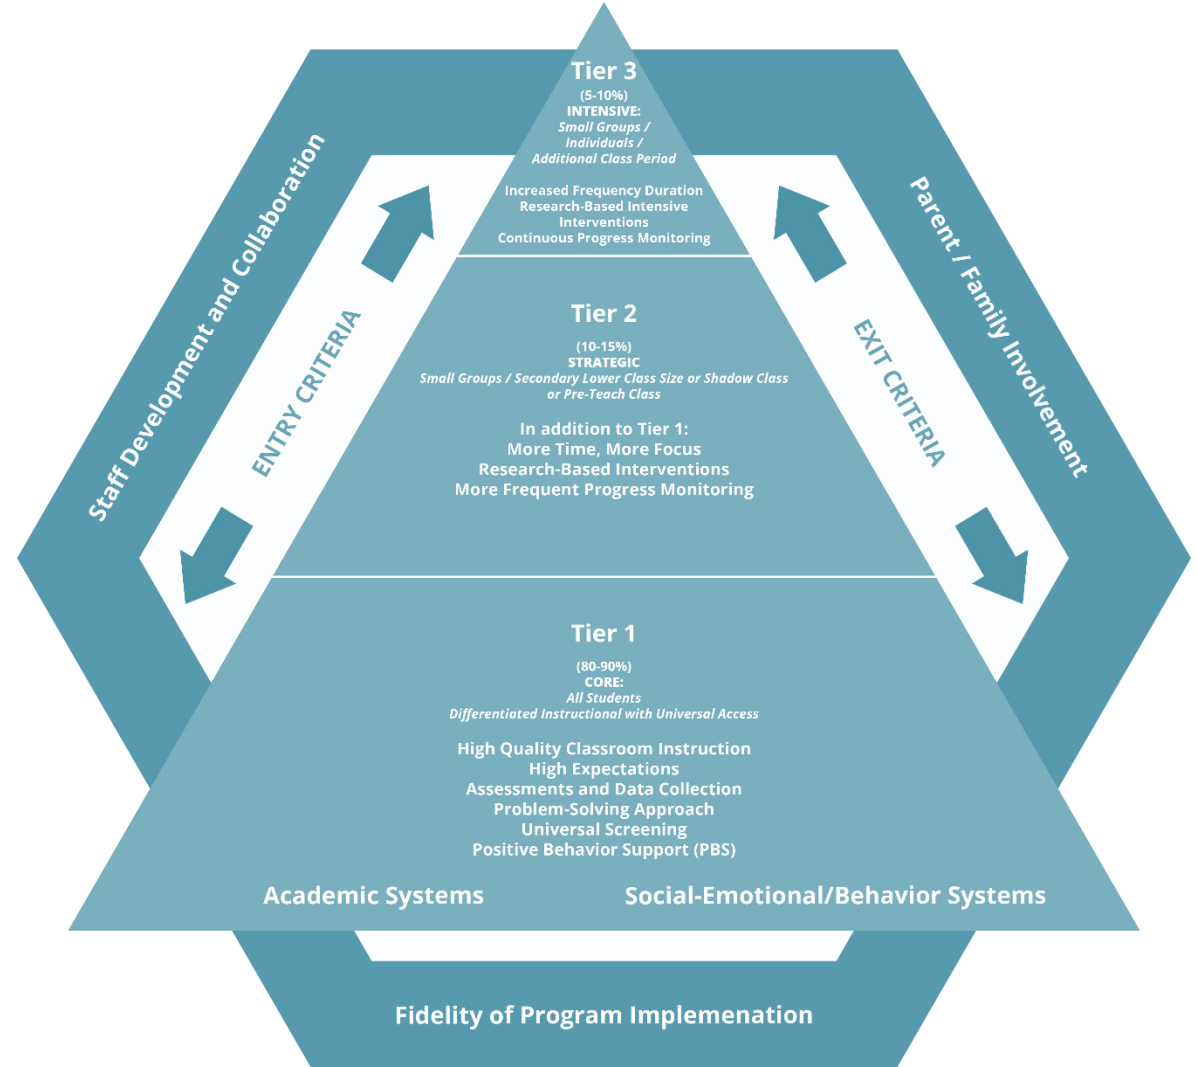 Tier 3
(5-10%)
INTENSIVE:
Small Groups /
Individuals /
Additional Class Period
Increased Frequency Duration
Research-Based Intensive
Interventions
Continuous Progress Monitoring
Staff Development and Collaboration
ENTRY CRITERIA
Parent / Family Involvement
EXIT CRITERIA
Tier 2
(10-15%)
STRATEGIC
Small Groups / Secondary Lower Class Size or Shadow Class
or Pre-Teach Class
In addition to Tier 1:
More Time, More Focus
Research-Based Interventions
More Frequent Progress Monitoring
Tier 1
(80-90%)
CORE:
All Students
Differentiated Instructional with Universal Access
High Quality Classroom Instruction
High Expectations
Assessments and Data Collection
Problem-Solving Approach
Universal Screening
Positive Behavior Support (PBS)
Academic Systems
Social-Emotional/Behavior Systems
Fidelity of Program Implemenation